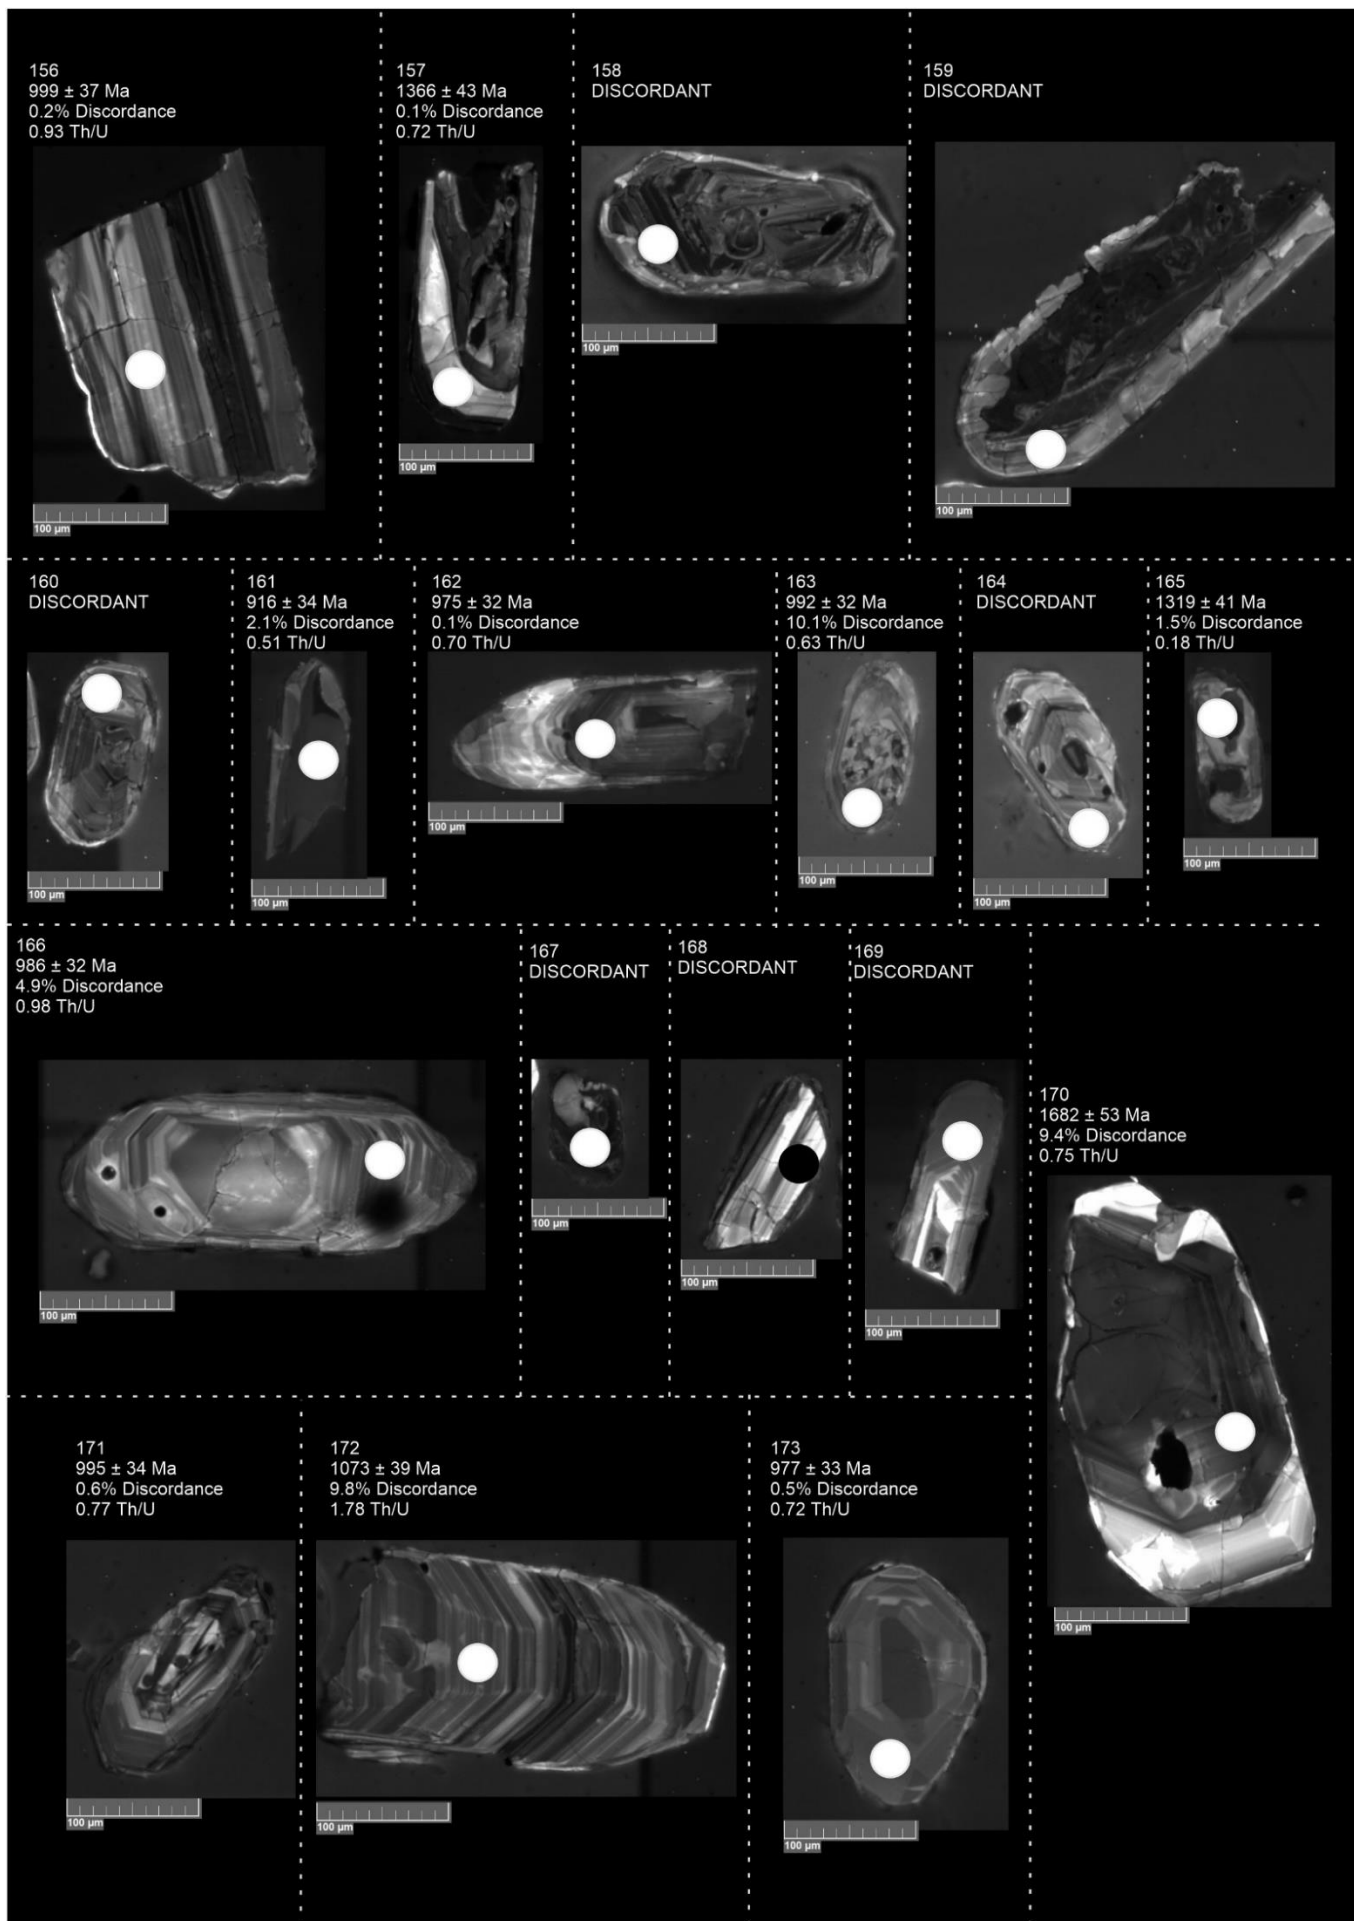 156
999 ± 37 Ma
0.2% Discordance
0.93 Th/U
100 µm
157
1366 ± 43 Ma
0.1% Discordance
0.72 Th/U
100 µm
158
DISCORDANT
100 µm
159
DISCORDANT
100 µm
160
DISCORDANT
100 µm
161
916 ± 34 Ma
2.1% Discordance
0.51 Th/U
100 µm
162
975 ± 32 Ma
0.1% Discordance
0.70 Th/U
100 µm
163
992 ± 32 Ma
10.1% Discordance
0.63 Th/U
100 µm
164
DISCORDANT
100 µm
165
1319 ± 41 Ma
1.5% Discordance
0.18 Th/U
100 µm
166
986 ± 32 Ma
4.9% Discordance
0.98 Th/U
100 µm
167
DISCORDANT
100 µm
168
DISCORDANT
100 µm
169
DISCORDANT
100 µm
170
1682 ± 53 Ma
9.4% Discordance
0.75 Th/U
100 µm
171
995 ± 34 Ma
0.6% Discordance
0.77 Th/U
100 µm
172
1073 ± 39 Ma
9.8% Discordance
1.78 Th/U
100 µm
173
977 ± 33 Ma
0.5% Discordance
0.72 Th/U
100 µm